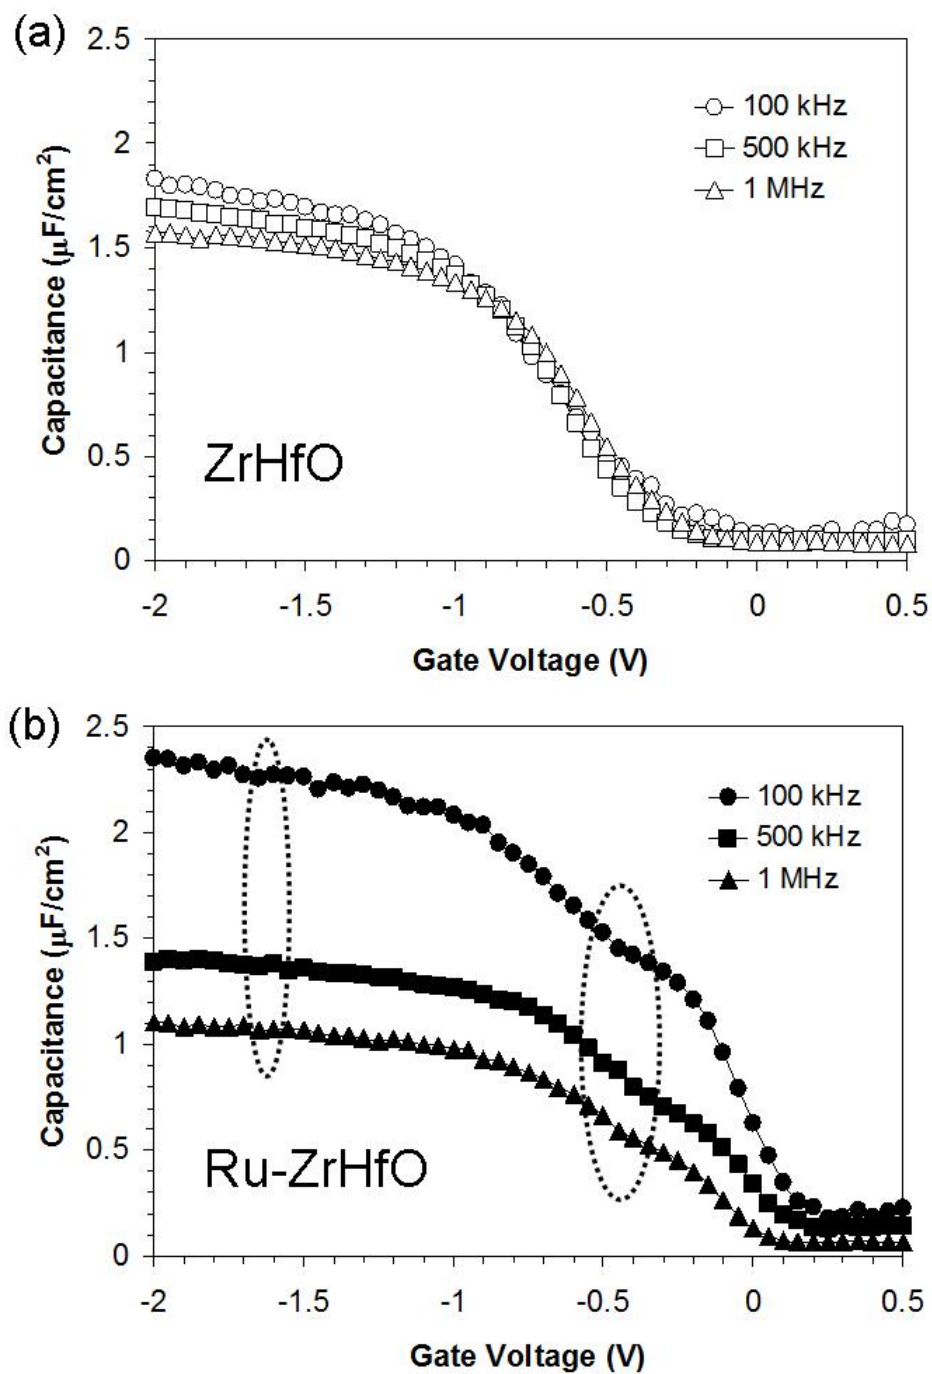 (a)
2.5
2
1.5
1
0.5
0
Capacitance (μF/cm²)
100 kHz
500 kHz
1 MHz
ZrHfO
-2 -1.5 -1 -0.5 0 0.5
Gate Voltage (V)
(b)
2.5
2
1.5
1
0.5
0
Capacitance (μF/cm²)
100 kHz
500 kHz
1 MHz
Ru-ZrHfO
-2 -1.5 -1 -0.5 0 0.5
Gate Voltage (V)